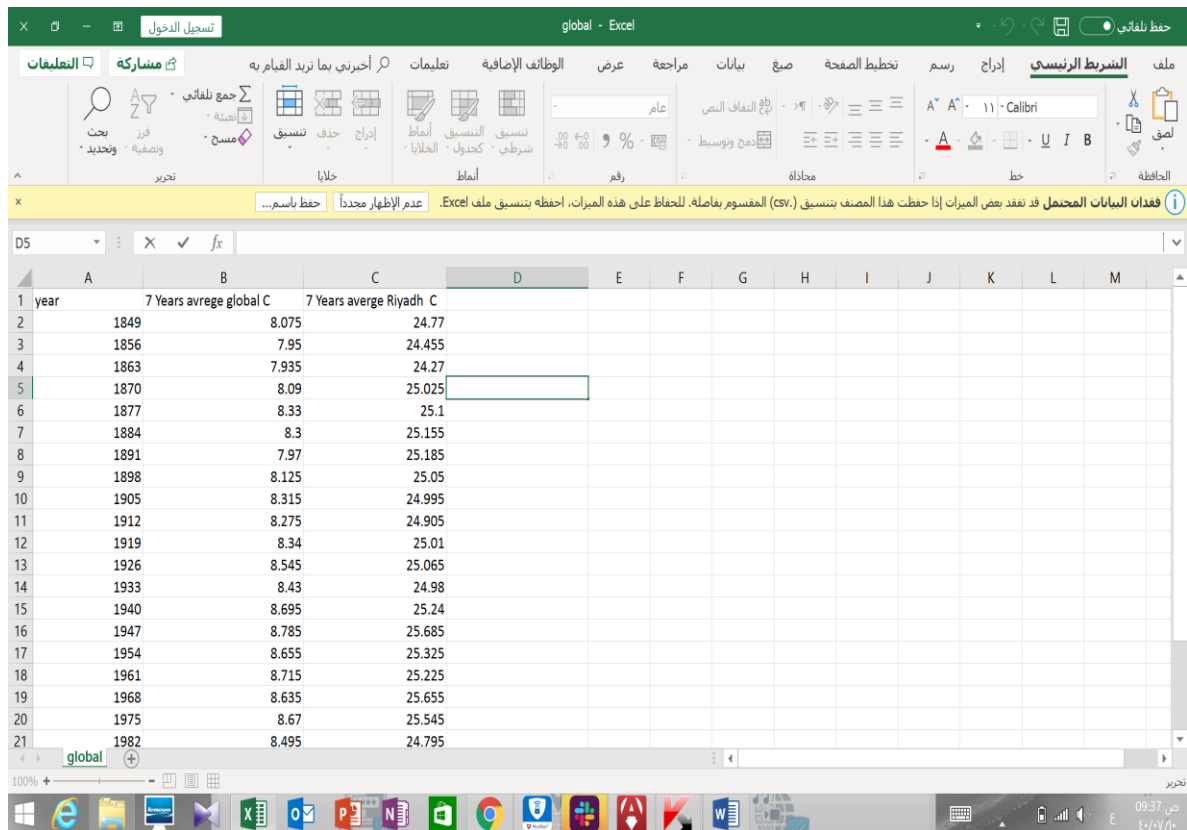 تسجيل الدخول
global - Excel
حفظ تلقائي
ملف
الشريط الرئيسي
إدراج
رسم
تخطيط الصفحة
صيغ
بيانات
مراجعة
عرض
الوظائف الإضافية
تعليمات
أخبرني بما تريد القيام به
مشاركة
التعليقات
لصق
الحافظة
Calibri
١١
B I U
خط
التفاف النص
دمج وتوسيط
محاذاة
عام
رقم
تنسيق شرطي
التنسيق كجدول
أنماط الخلايا
أنماط
إدراج
حذف
تنسيق
خلايا
جمع تلقائي
تعبئة
مسح
فرز وتصفية
بحث وتحديد
تحرير
فقدان البيانات المحتمل قد تفقد بعض الميزات إذا حفظت هذا المصنف بتنسيق (.csv) المقسوم بفاصلة. للحفاظ على هذه الميزات، احفظه بتنسيق ملف Excel. عدم الإظهار مجدداً حفظ باسم...
D5
fx
A B C D E F G H I J K L M
1 year 7 Years avrege global C 7 Years averge Riyadh C
2 1849 8.075 24.77
3 1856 7.95 24.455
4 1863 7.935 24.27
5 1870 8.09 25.025
6 1877 8.33 25.1
7 1884 8.3 25.155
8 1891 7.97 25.185
9 1898 8.125 25.05
10 1905 8.315 24.995
11 1912 8.275 24.905
12 1919 8.34 25.01
13 1926 8.545 25.065
14 1933 8.43 24.98
15 1940 8.695 25.24
16 1947 8.785 25.685
17 1954 8.655 25.325
18 1961 8.715 25.225
19 1968 8.635 25.655
20 1975 8.67 25.545
21 1982 8.495 24.795
global
100%
تحرير
09:37 ص